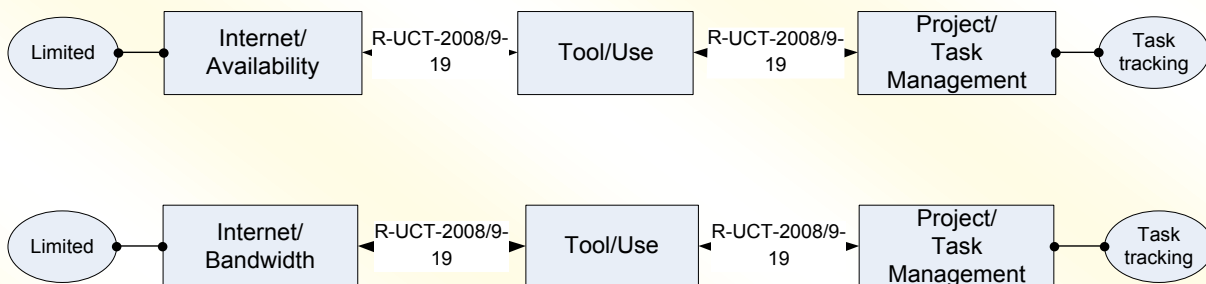 Limited
Internet/
Availability
R-UCT-2008/9-
19
Tool/Use
R-UCT-2008/9-
19
Project/
Task
Management
Task
tracking
Limited
Internet/
Bandwidth
R-UCT-2008/9-
19
Tool/Use
R-UCT-2008/9-
19
Project/
Task
Management
Task
tracking